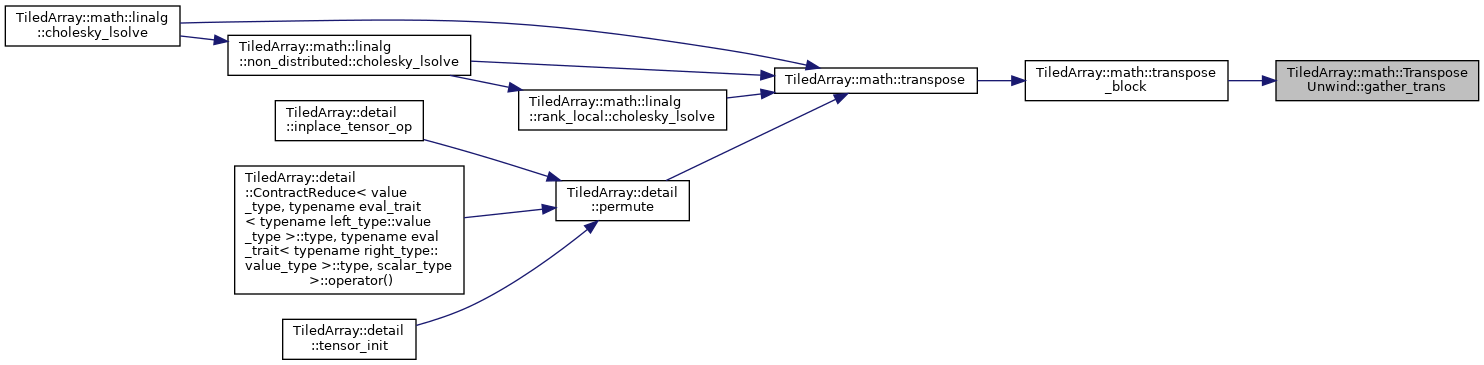 TiledArray::math::linalg
::cholesky_lsolve
TiledArray::math::linalg
::non_distributed::cholesky_lsolve
TiledArray::math::linalg
::rank_local::cholesky_lsolve
TiledArray::math::transpose
TiledArray::math::transpose
_block
TiledArray::math::Transpose
Unwind::gather_trans
TiledArray::detail
::inplace_tensor_op
TiledArray::detail
::ContractReduce< value
_type, typename eval_trait
< typename left_type::value
_type >::type, typename eval
_trait< typename right_type::
value_type >::type, scalar_type
>::operator()
TiledArray::detail
::permute
TiledArray::detail
::tensor_init